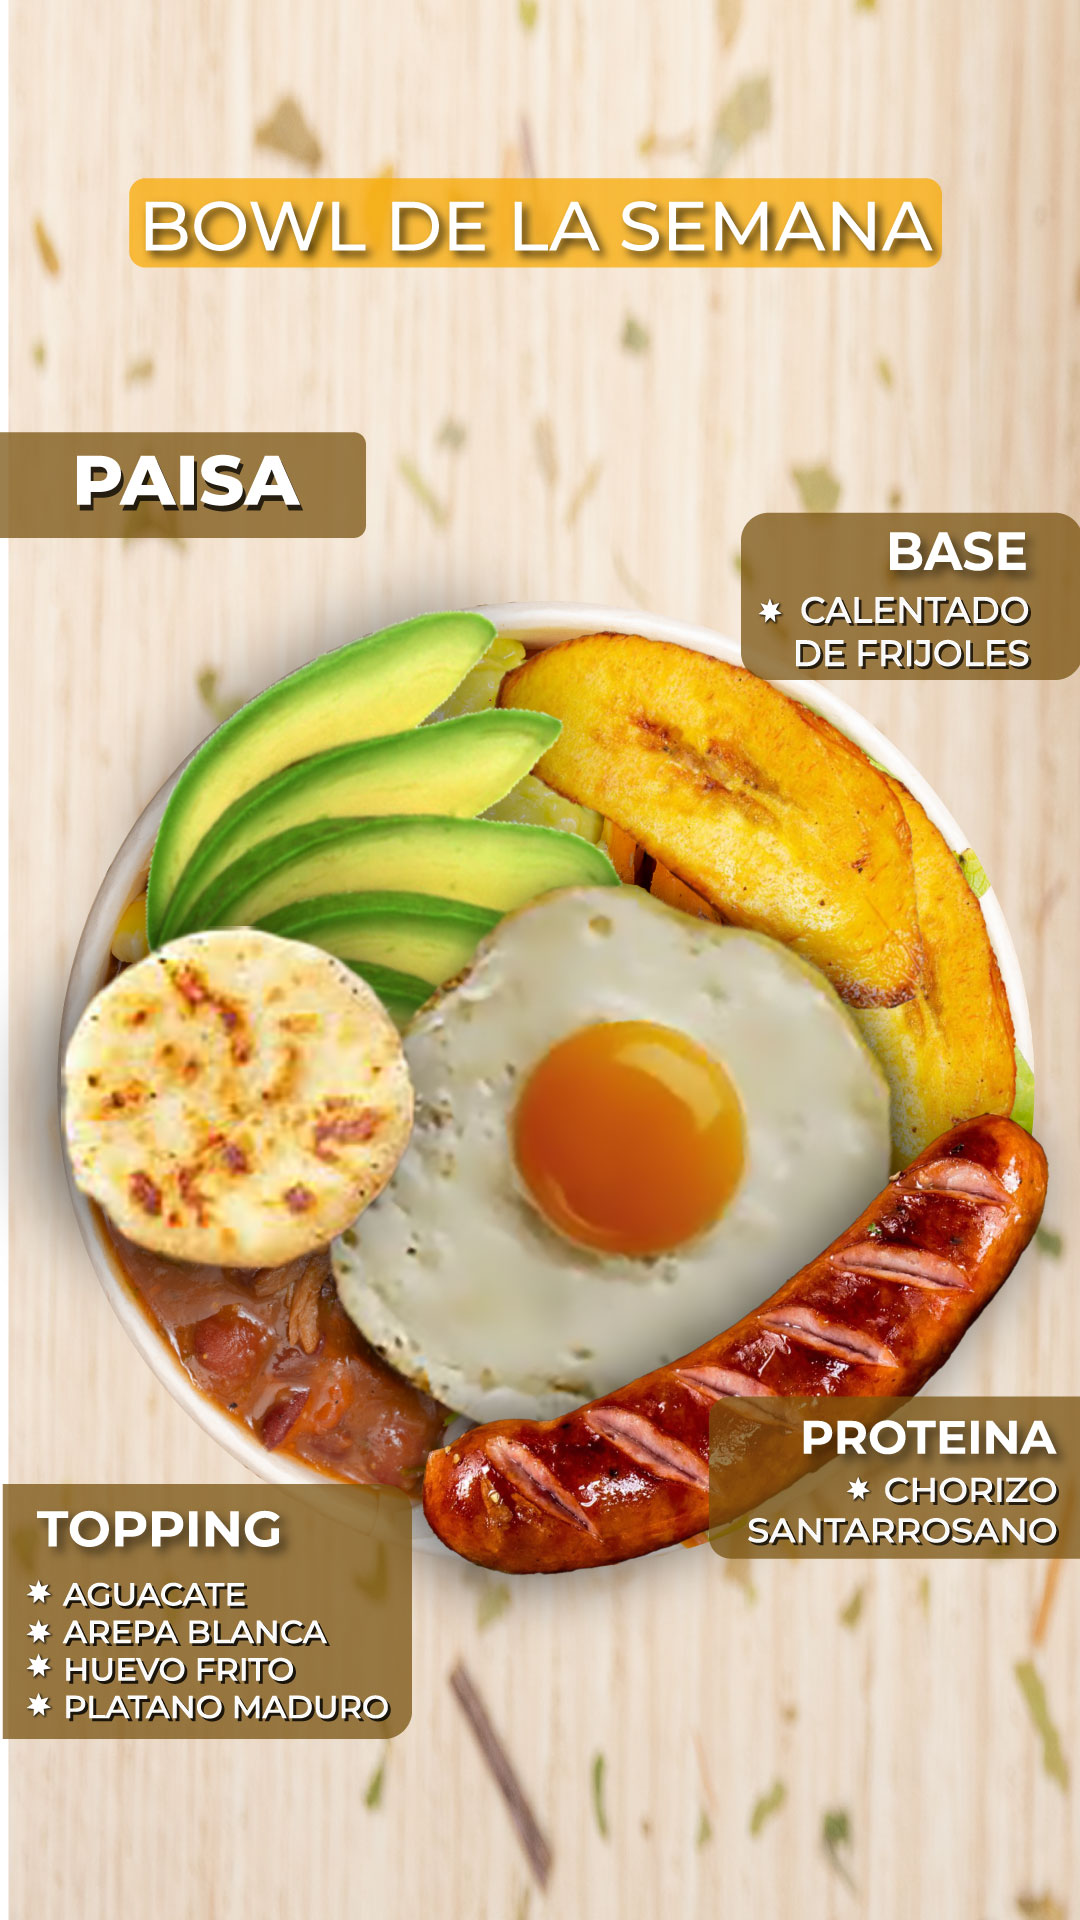 BOWL DE LA SEMANA
PAISA
BASE
✷ CALENTADO
DE FRIJOLES
PROTEINA
✷ CHORIZO
SANTARROSANO
TOPPING
✷ AGUACATE
✷ AREPA BLANCA
✷ HUEVO FRITO
✷ PLATANO MADURO